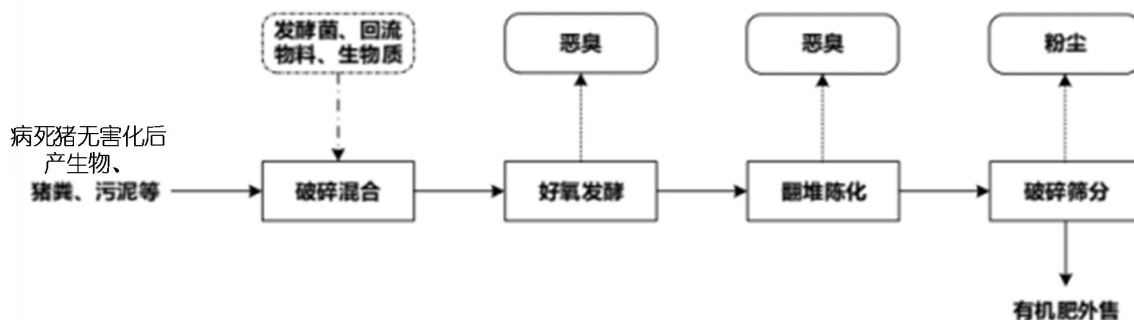 发酵菌、回流
物料、生物质
恶臭
恶臭
粉尘
病死猪无害化后
产生物、
猪粪、污泥等
破碎混合
好氧发酵
翻堆陈化
破碎筛分
有机肥外售